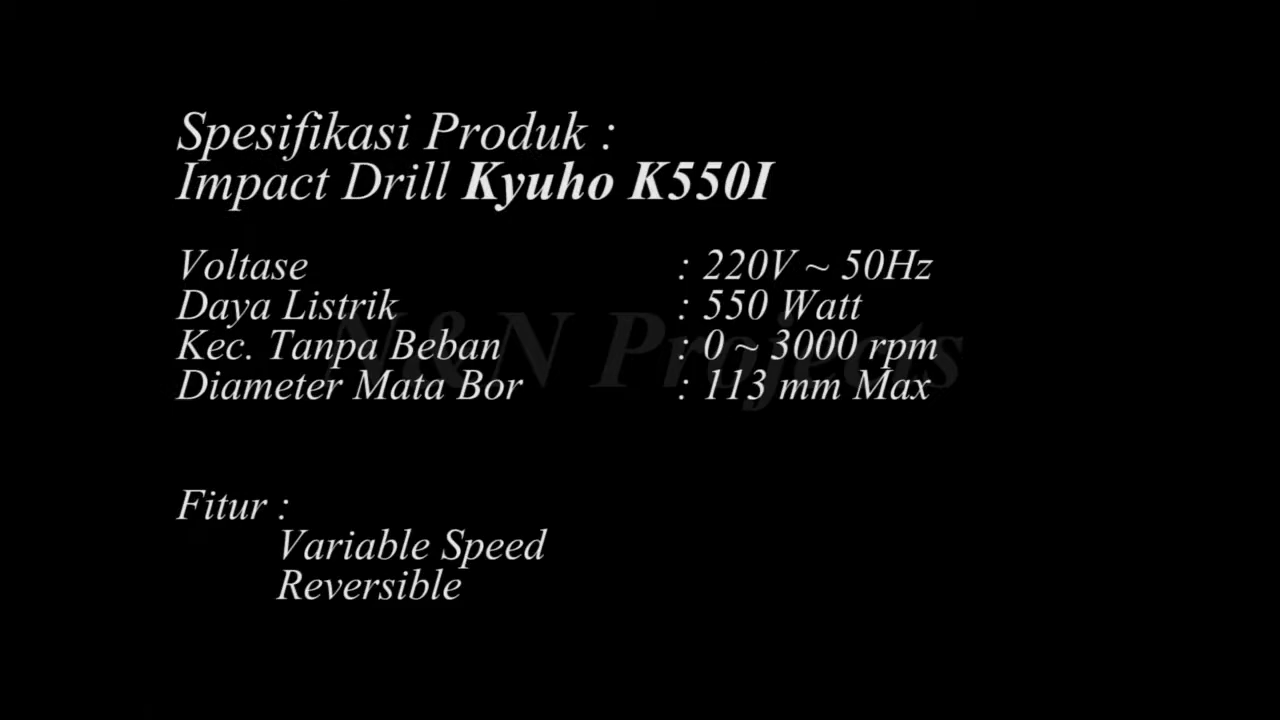 Spesifikasi Produk :
Impact Drill Kyuho K550I
Voltase : 220V ~ 50Hz
Daya Listrik : 550 Watt
Kec. Tanpa Beban : 0 ~ 3000 rpm
Diameter Mata Bor : 113 mm Max
N&N Projects
Fitur :
Variable Speed
Reversible